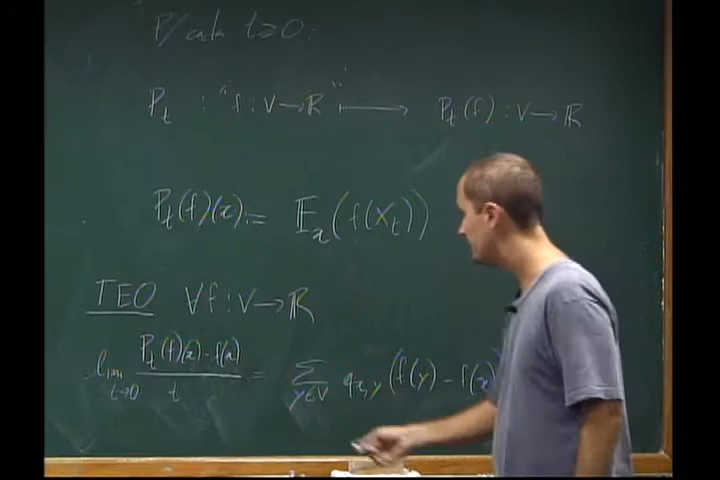 P/ cada t ≥ 0:
P_t : "f : V → ℝ" ↦ P_t(f) : V → ℝ
P_t(f)(x) := 𝔼_x(f(X_t))
TEO ∀f : V → ℝ
lim_{t→0} (P_t(f)(x) - f(x))/t = Σ_{y∈V} q_{x,y} (f(y) - f(x)